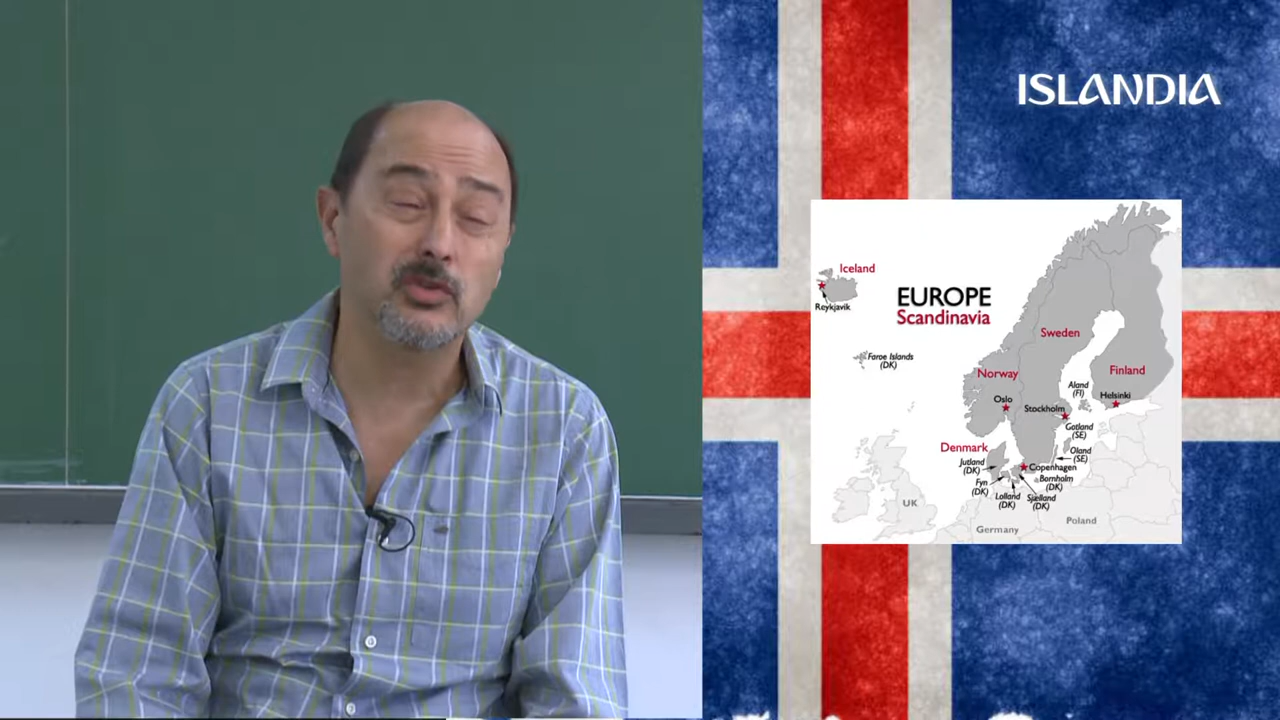 ISLANDIA
Iceland
Reykjavik
EUROPE
Scandinavia
Faroe Islands
(DK)
Sweden
Norway
Finland
Oslo
Stockholm
Aland
(FI)
Helsinki
Gotland
(SE)
Oland
(SE)
Denmark
Jutland
(DK)
Copenhagen
Bornholm
(DK)
Fyn
(DK)
Lolland
(DK)
Sjælland
(DK)
UK
Germany
Poland